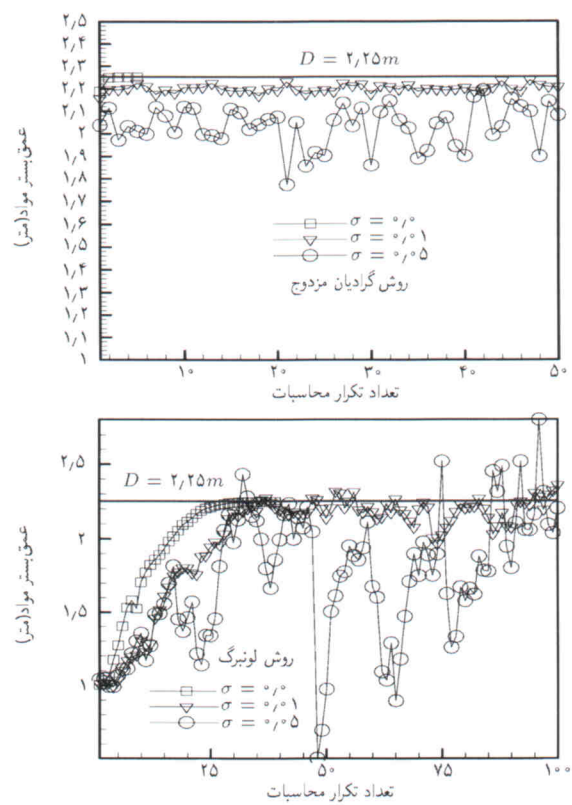 ۲٫۵
۲٫۴
۲٫۳
۲٫۲
۲٫۱
۲
۱٫۹
۱٫۸
۱٫۷
۱٫۶
۱٫۵
۱٫۴
۱٫۳
۱٫۲
۱٫۱
۱
عمق بستر مواد(متر)
D = ۲٫۲۵m
σ = ۰٫۰
σ = ۰٫۰۱
σ = ۰٫۰۵
روش گرادیان مزدوج
۱۰ ۲۰ ۳۰ ۴۰ ۵۰
تعداد تکرار محاسبات
۲٫۵
۲
۱٫۵
۱
عمق بستر مواد(متر)
D = ۲٫۲۵m
روش لونبرگ
σ = ۰٫۰
σ = ۰٫۰۱
σ = ۰٫۰۵
۲۵ ۵۰ ۷۵ ۱۰۰
تعداد تکرار محاسبات